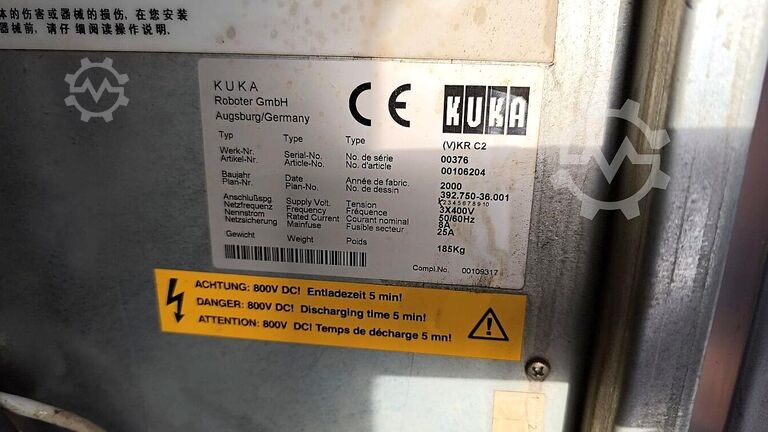 体的伤害或器械的损伤，在您安装
器械前，请仔细阅读操作说明.
KUKA
Roboter GmbH
Augsburg/Germany
CE KUKA
Typ Type Type (V)KR C2
Werk-Nr. Serial-No. No. de série 00376
Artikel-Nr. Article-No. No. d'article 00106204
Baujahr Date Année de fabric. 2000
Plan-Nr. Plan-No. No. de dessin 392.750-36.001
12345678910
Anschlußspg. Supply Volt. Tension 3X400V
Netzfrequenz Frequency Fréquence 50/60Hz
Nennstrom Rated Current Courant nominal 8A
Netzsicherung Mainfuse Fusible secteur 25A
Gewicht Weight Poids 185Kg
Compl.No. 00109317
ACHTUNG: 800V DC! Entladezeit 5 min!
DANGER: 800V DC! Discharging time 5 min!
ATTENTION: 800V DC! Temps de décharge 5 mn!